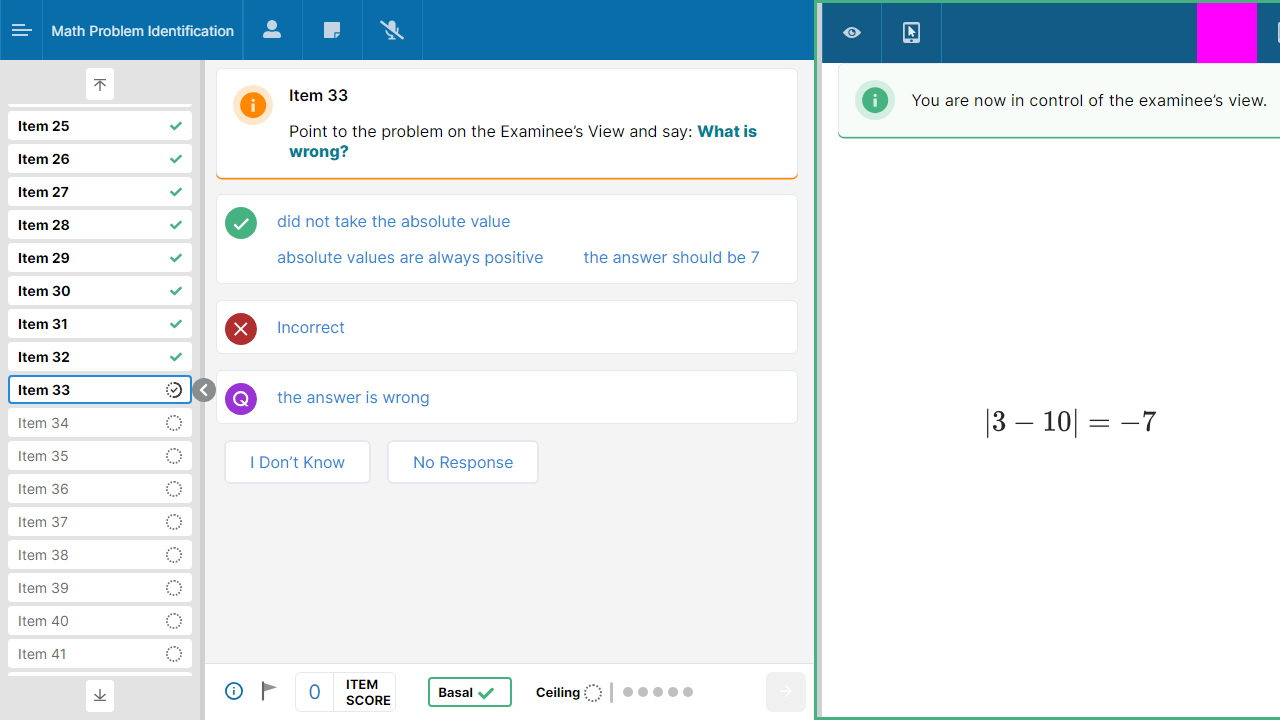 Math Problem Identification
Item 25
Item 26
Item 27
Item 28
Item 29
Item 30
Item 31
Item 32
Item 33
Item 34
Item 35
Item 36
Item 37
Item 38
Item 39
Item 40
Item 41
Item 33
Point to the problem on the Examinee’s View and say: What is
wrong?
did not take the absolute value
absolute values are always positive the answer should be 7
Incorrect
Q the answer is wrong
I Don’t Know No Response
0 ITEM
SCORE
Basal
Ceiling
You are now in control of the examinee’s view.
|3 − 10| = −7